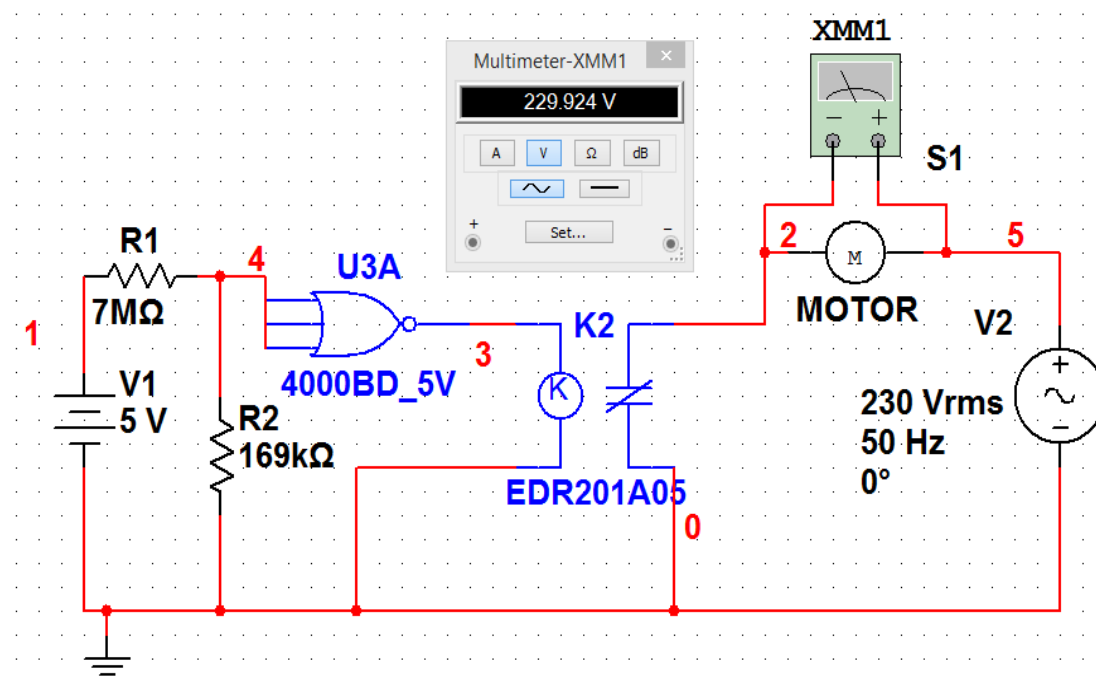 XMM1
Multimeter-XMM1
229.924 V
A
V
Ω
dB
+
Set...
−
− +
S1
R1
7MΩ
4
U3A
4000BD_5V
1
V1
5 V
R2
169kΩ
3
K2
K
EDR201A05
0
2
M
MOTOR
5
V2
+
−
230 Vrms
50 Hz
0°